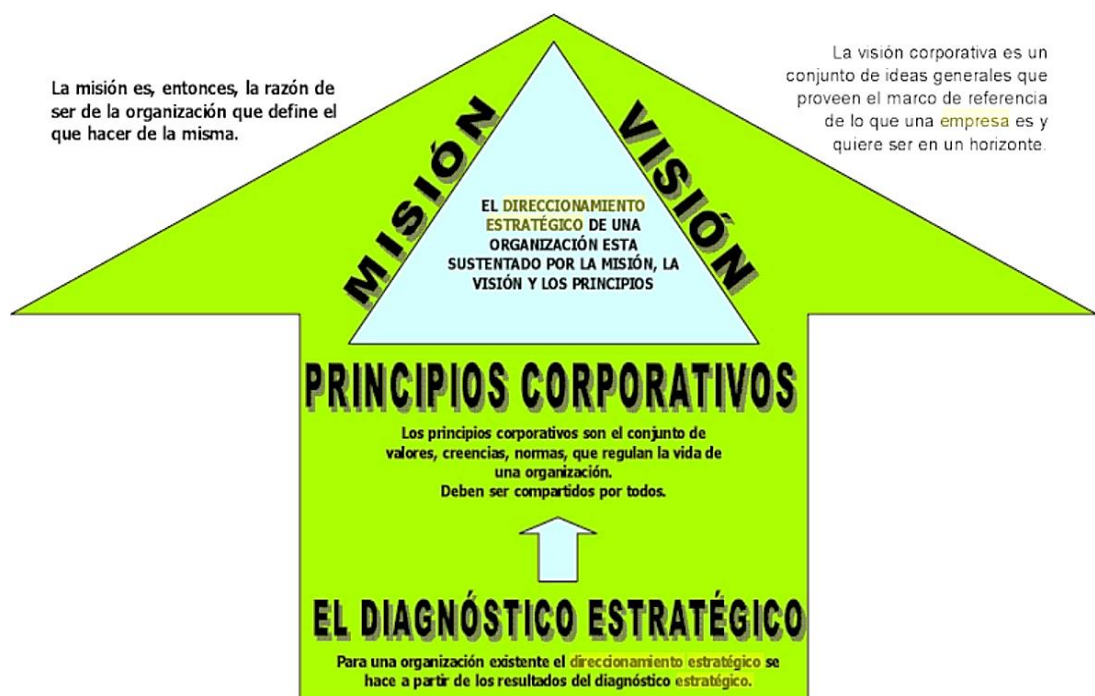 La misión es, entonces, la razón de
ser de la organización que define el
que hacer de la misma.
La visión corporativa es un
conjunto de ideas generales que
proveen el marco de referencia
de lo que una empresa es y
quiere ser en un horizonte.
MISIÓN
VISIÓN
EL DIRECCIONAMIENTO
ESTRATÉGICO DE UNA
ORGANIZACIÓN ESTA
SUSTENTADO POR LA MISIÓN, LA
VISIÓN Y LOS PRINCIPIOS
PRINCIPIOS CORPORATIVOS
Los principios corporativos son el conjunto de
valores, creencias, normas, que regulan la vida de
una organización.
Deben ser compartidos por todos.
EL DIAGNÓSTICO ESTRATÉGICO
Para una organización existente el direccionamiento estratégico se
hace a partir de los resultados del diagnóstico estratégico.